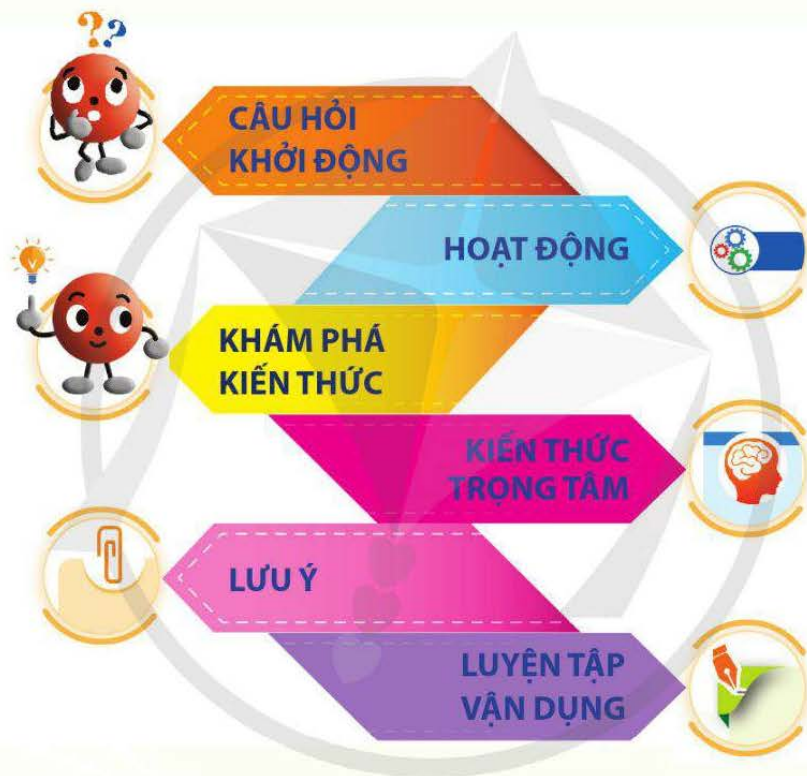 ??
CÂU HỎI
KHỞI ĐỘNG
HOẠT ĐỘNG
KHÁM PHÁ
KIẾN THỨC
KIẾN THỨC
TRỌNG TÂM
LƯU Ý
LUYỆN TẬP
VẬN DỤNG